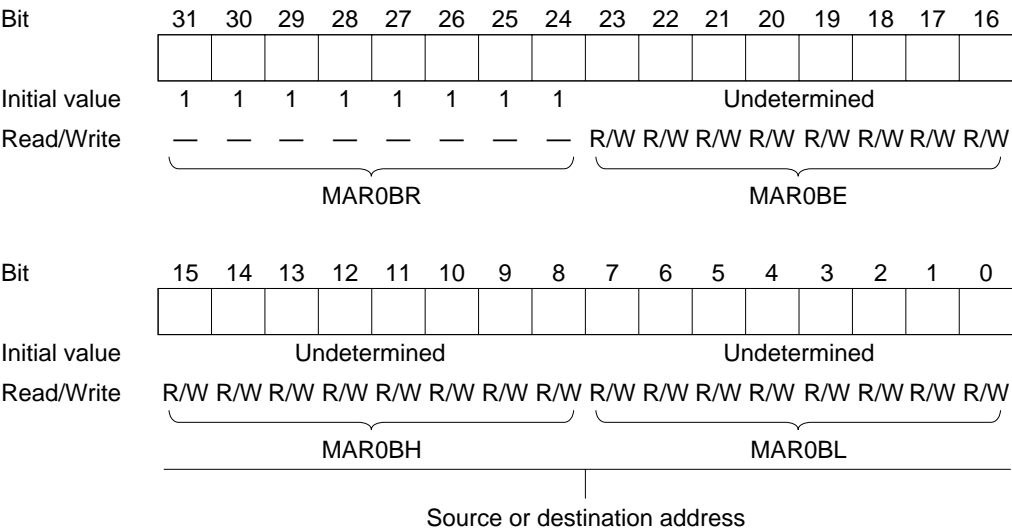 Bit 31 30 29 28 27 26 25 24 23 22 21 20 19 18 17 16
Initial value 1 1 1 1 1 1 1 1 Undetermined
Read/Write — — — — — — — — R/W R/W R/W R/W R/W R/W R/W R/W
MAR0BR MAR0BE
Bit 15 14 13 12 11 10 9 8 7 6 5 4 3 2 1 0
Initial value Undetermined Undetermined
Read/Write R/W R/W R/W R/W R/W R/W R/W R/W R/W R/W R/W R/W R/W R/W R/W R/W
MAR0BH MAR0BL
Source or destination address